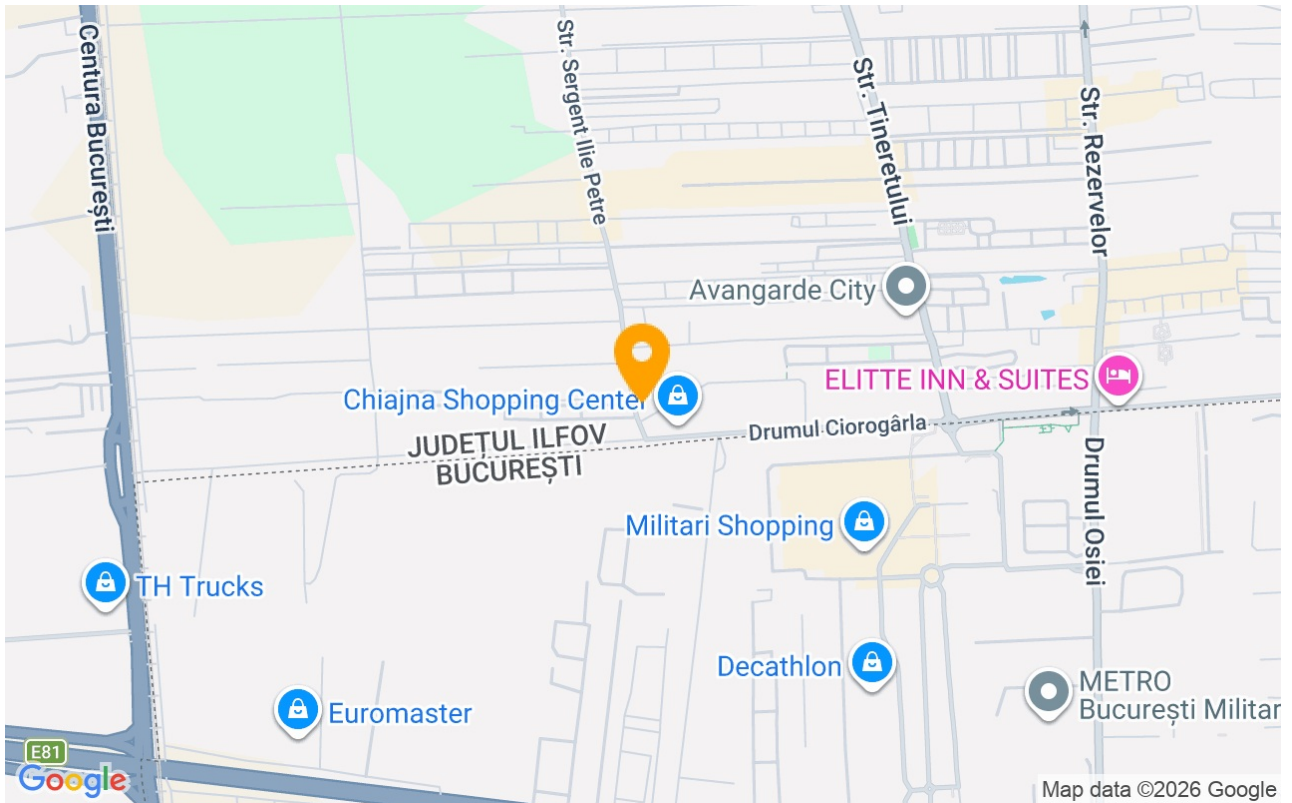 Centura București
Str. Sergent Ilie Petre
Str. Tineretului
Str. Rezervelor
Avangarde City
ELITTE INN & SUITES
Chiajna Shopping Center
Drumul Ciorogârla
JUDEȚUL ILFOV
BUCUREȘTI
Drumul Osiei
Militari Shopping
TH Trucks
Decathlon
METRO
București Militar
Euromaster
E81
Google
Map data ©2026 Google